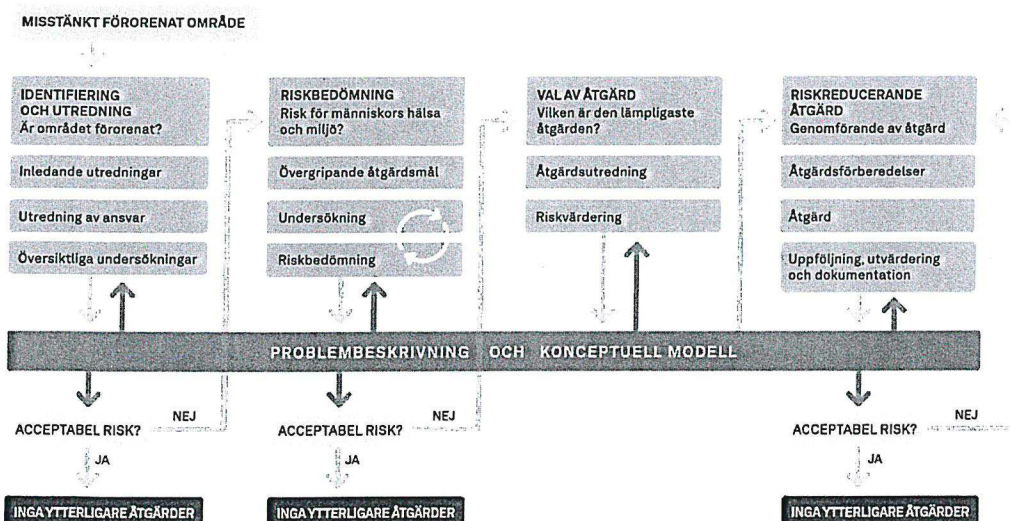 MISSTÄNKT FÖRORENAT OMRÅDE
IDENTIFIERING
OCH UTREDNING
Är området förorenat?
Inledande utredningar
Utredning av ansvar
Översiktliga undersökningar
RISKBEDÖMNING
Risk för människors hälsa
och miljö?
Övergripande åtgärdsmål
Undersökning
Riskbedömning
VAL AV ÅTGÄRD
Vilken är den lämpligaste
åtgärden?
Åtgärdsutredning
Riskvärdering
RISKREDUCERANDE
ÅTGÄRD
Genomförande av åtgärd
Åtgärdsförberedelser
Åtgärd
Uppföljning, utvärdering
och dokumentation
PROBLEMBESKRIVNING OCH KONCEPTUELL MODELL
ACCEPTABEL RISK?
NEJ
JA
INGA YTTERLIGARE ÅTGÄRDER
ACCEPTABEL RISK?
NEJ
JA
INGA YTTERLIGARE ÅTGÄRDER
ACCEPTABEL RISK?
NEJ
JA
INGA YTTERLIGARE ÅTGÄRDER